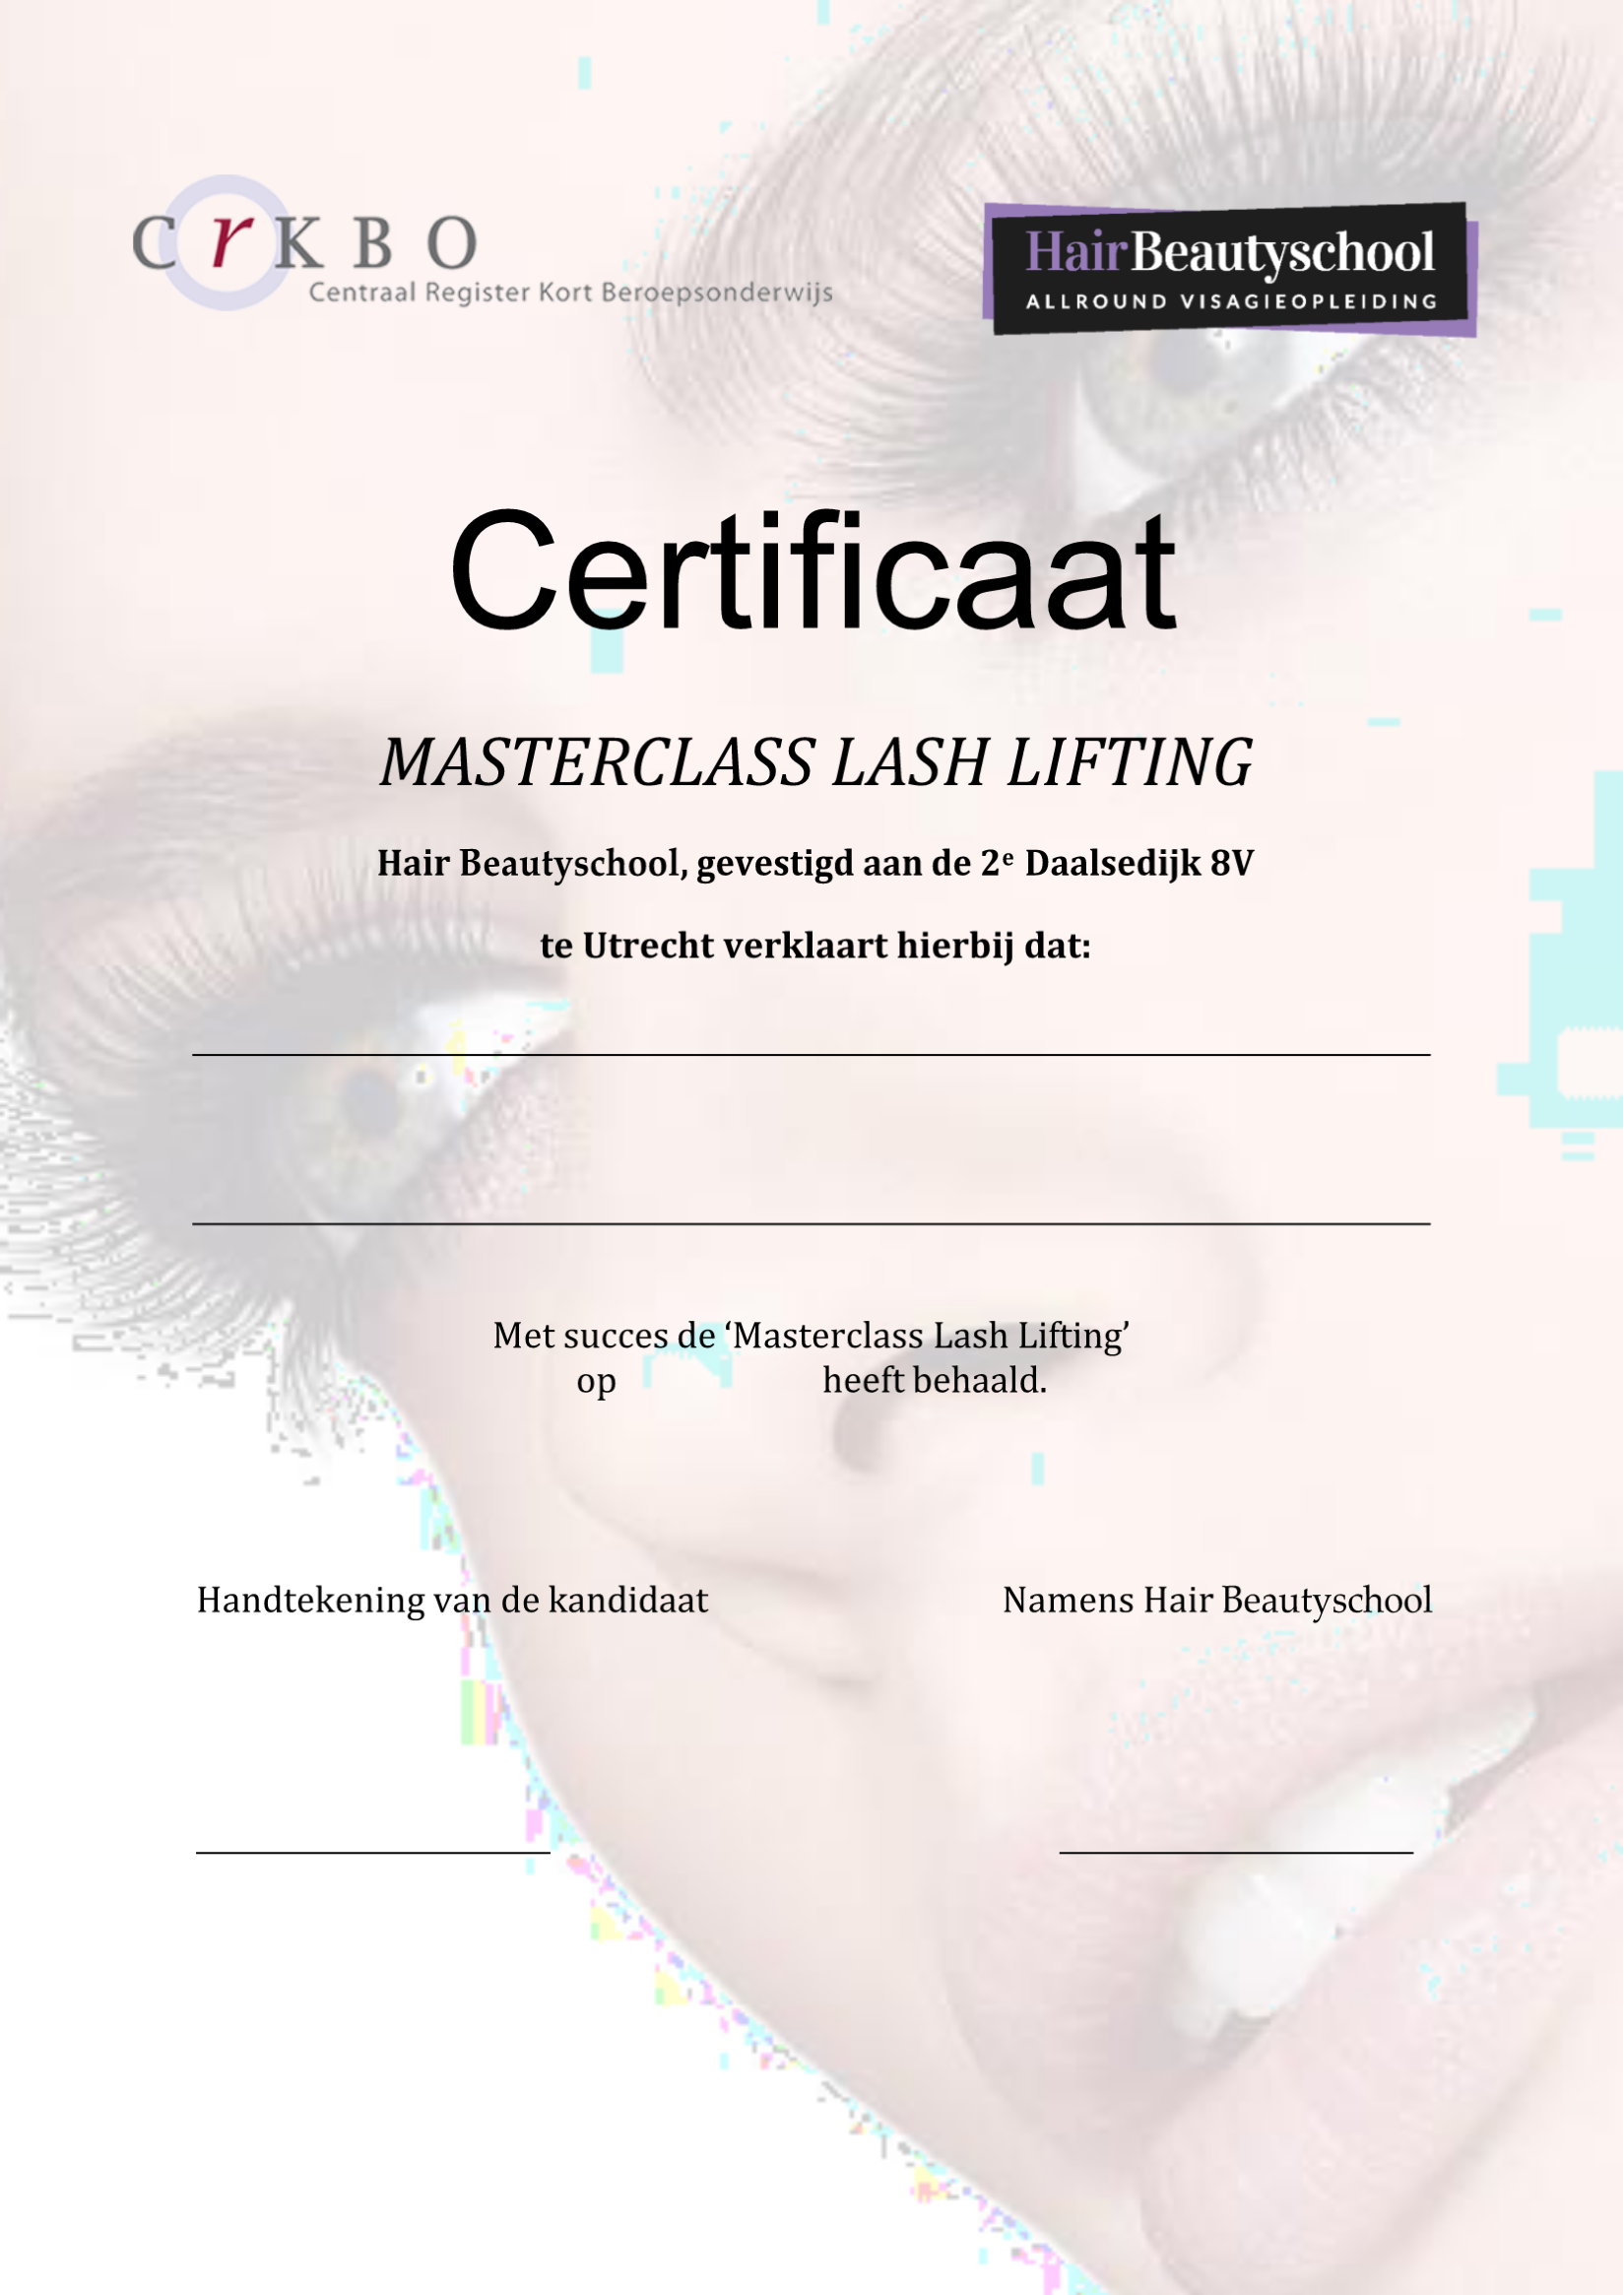 CrKBO
Centraal Register Kort Beroepsonderwijs
HairBeautyschool
ALLROUND VISAGIEOPLEIDING
Certificaat
MASTERCLASS LASH LIFTING
Hair Beautyschool, gevestigd aan de 2e Daalsedijk 8V
te Utrecht verklaart hierbij dat:
Met succes de ‘Masterclass Lash Lifting’
op heeft behaald.
Handtekening van de kandidaat
Namens Hair Beautyschool